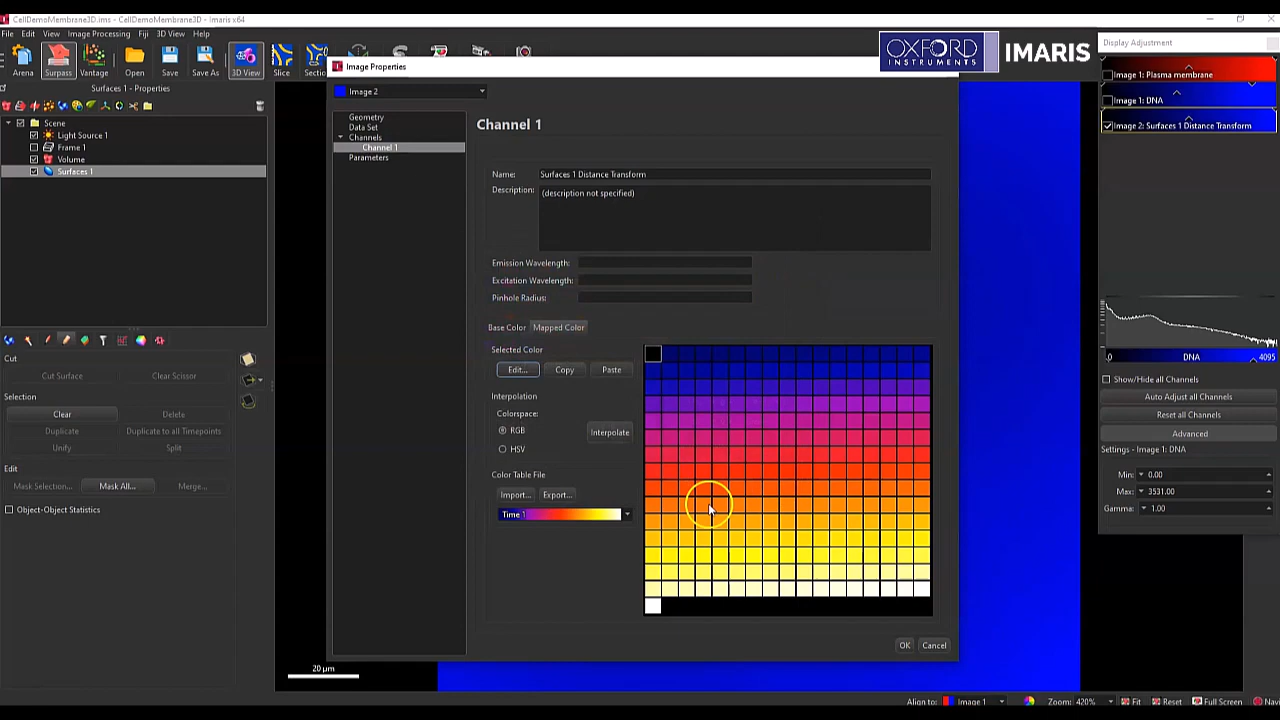 CellDemoMembrane3D.ims - CellDemoMembrane3D - Imaris x64
File Edit View Image Processing Fiji 3D View Help
Arena Surpass Vantage Open Save Save As 3D View Slice
OXFORD INSTRUMENTS IMARIS
Surfaces 1 - Properties
Scene
Light Source 1
Frame 1
Volume
Surfaces 1
Cut
Cut Surface Clear Scissor
Selection
Clear Delete
Duplicate Duplicate to all Timepoints
Unify Split
Edit
Mask Selection... Mask All... Merge...
Object-Object Statistics
Image Properties
Image 2
Geometry
Data Set
Channels
Channel 1
Parameters
Channel 1
Name: Surfaces 1 Distance Transform
Description: (description not specified)
Emission Wavelength:
Excitation Wavelength:
Pinhole Radius:
Base Color Mapped Color
Selected Color
Edit... Copy Paste
Interpolation
Colorspace:
RGB
Interpolate
HSV
Color Table File
Import... Export...
Time 1
OK Cancel
20 µm
Display Adjustment
Image 1: Plasma membrane
Image 1: DNA
Image 2: Surfaces 1 Distance Transform
0 DNA 4095
Show/Hide all Channels
Auto Adjust all Channels
Reset all Channels
Advanced
Settings - Image 1: DNA
Min: 0.00
Max: 3531.00
Gamma: 1.00
Align to: Image 1 Zoom: 420% Fit Reset Full Screen